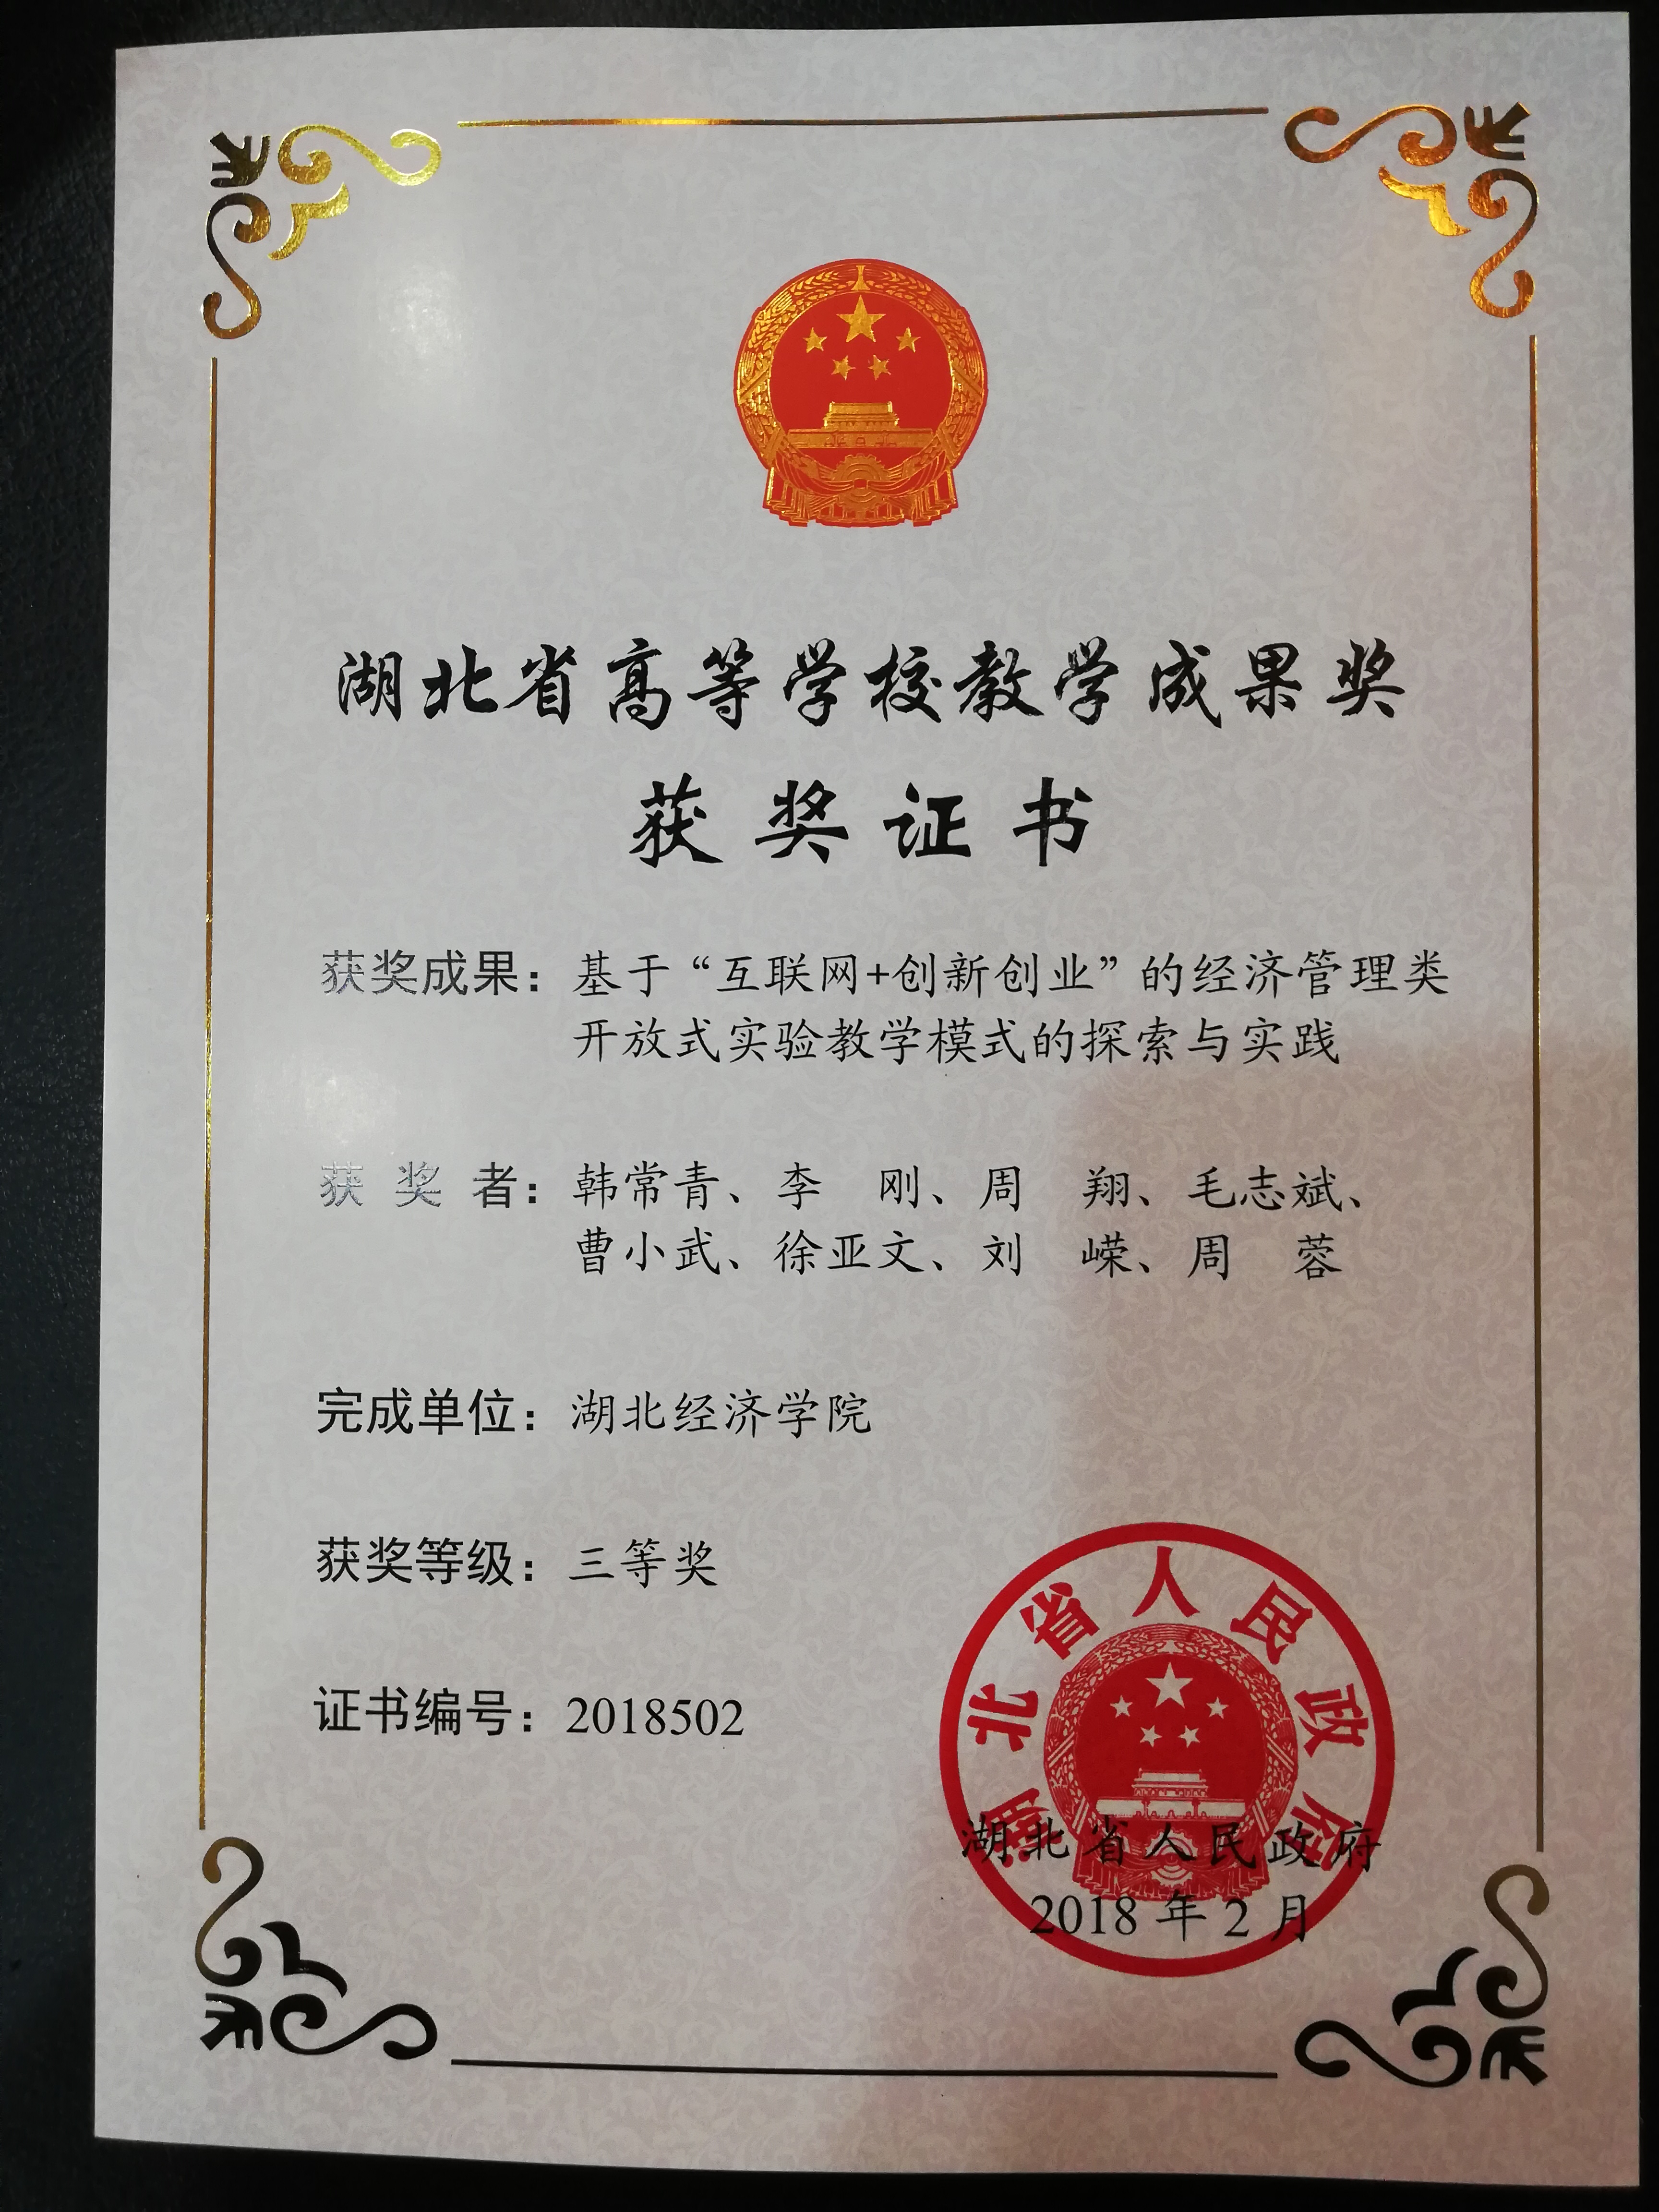 湖北省高等学校教学成果奖
获奖证书
获奖成果：基于“互联网+创新创业”的经济管理类
开放式实验教学模式的探索与实践
获 奖 者：韩常青、李　刚、周　翔、毛志斌、
曹小武、徐亚文、刘　嵘、周　蓉
完成单位：湖北经济学院
获奖等级：三等奖
证书编号：2018502
湖北省人民政府
湖北省人民政府
2018 年 2 月